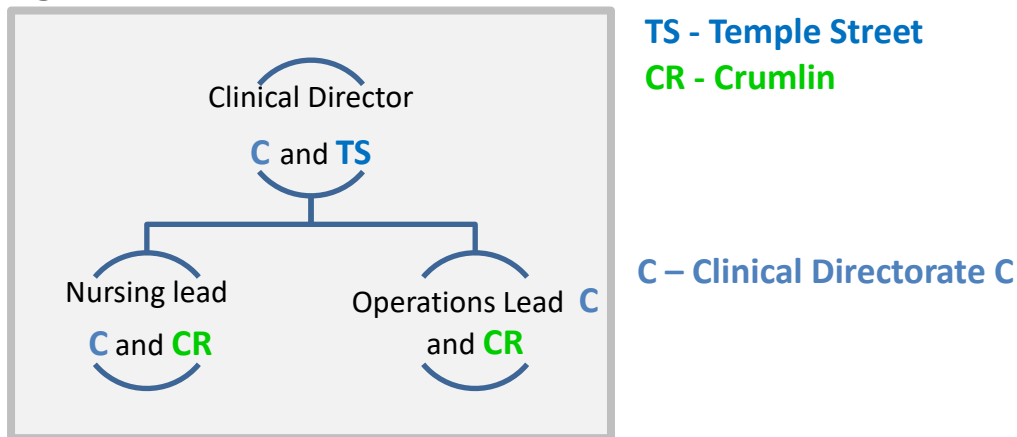 TS - Temple Street
CR - Crumlin
Clinical Director
C and TS
C – Clinical Directorate C
Nursing lead
C and CR
Operations Lead C
and CR